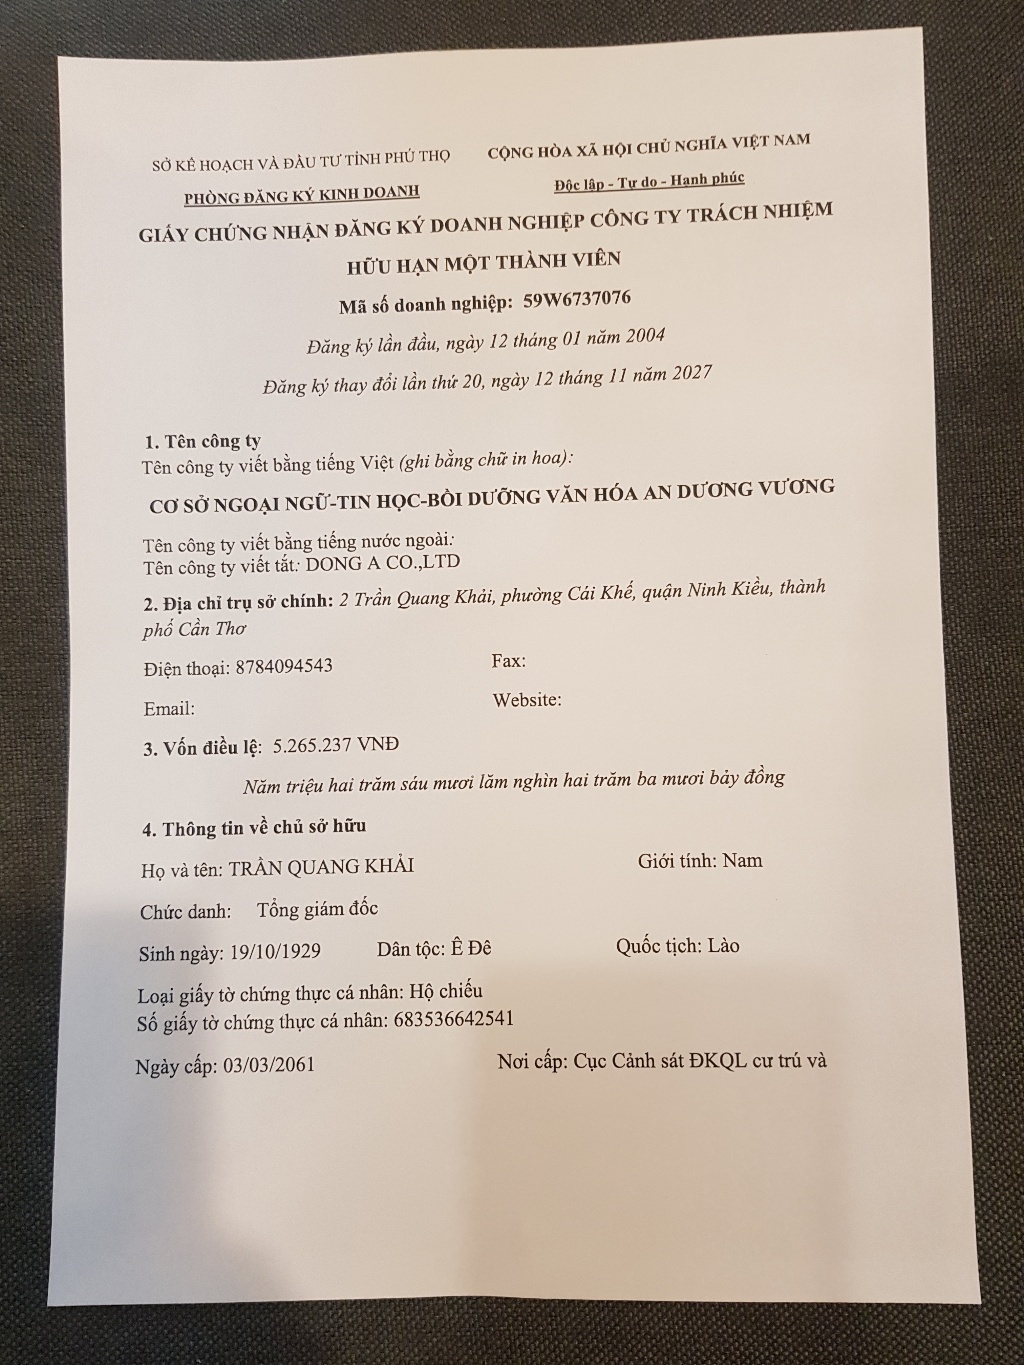 SỞ KẾ HOẠCH VÀ ĐẦU TƯ TỈNH PHÚ THỌ
CỘNG HÒA XÃ HỘI CHỦ NGHĨA VIỆT NAM
PHÒNG ĐĂNG KÝ KINH DOANH
Độc lập - Tự do - Hạnh phúc
GIẤY CHỨNG NHẬN ĐĂNG KÝ DOANH NGHIỆP CÔNG TY TRÁCH NHIỆM
HỮU HẠN MỘT THÀNH VIÊN
Mã số doanh nghiệp: 59W6737076
Đăng ký lần đầu, ngày 12 tháng 01 năm 2004
Đăng ký thay đổi lần thứ 20, ngày 12 tháng 11 năm 2027
1. Tên công ty
Tên công ty viết bằng tiếng Việt (ghi bằng chữ in hoa):
CƠ SỞ NGOẠI NGỮ-TIN HỌC-BỒI DƯỠNG VĂN HÓA AN DƯƠNG VƯƠNG
Tên công ty viết bằng tiếng nước ngoài:
Tên công ty viết tắt: DONG A CO.,LTD
2. Địa chỉ trụ sở chính: 2 Trần Quang Khải, phường Cái Khế, quận Ninh Kiều, thành
phố Cần Thơ
Điện thoại: 8784094543
Fax:
Email:
Website:
3. Vốn điều lệ: 5.265.237 VNĐ
Năm triệu hai trăm sáu mươi lăm nghìn hai trăm ba mươi bảy đồng
4. Thông tin về chủ sở hữu
Họ và tên: TRẦN QUANG KHẢI
Giới tính: Nam
Chức danh: Tổng giám đốc
Sinh ngày: 19/10/1929
Dân tộc: Ê Đê
Quốc tịch: Lào
Loại giấy tờ chứng thực cá nhân: Hộ chiếu
Số giấy tờ chứng thực cá nhân: 683536642541
Ngày cấp: 03/03/2061
Nơi cấp: Cục Cảnh sát ĐKQL cư trú và